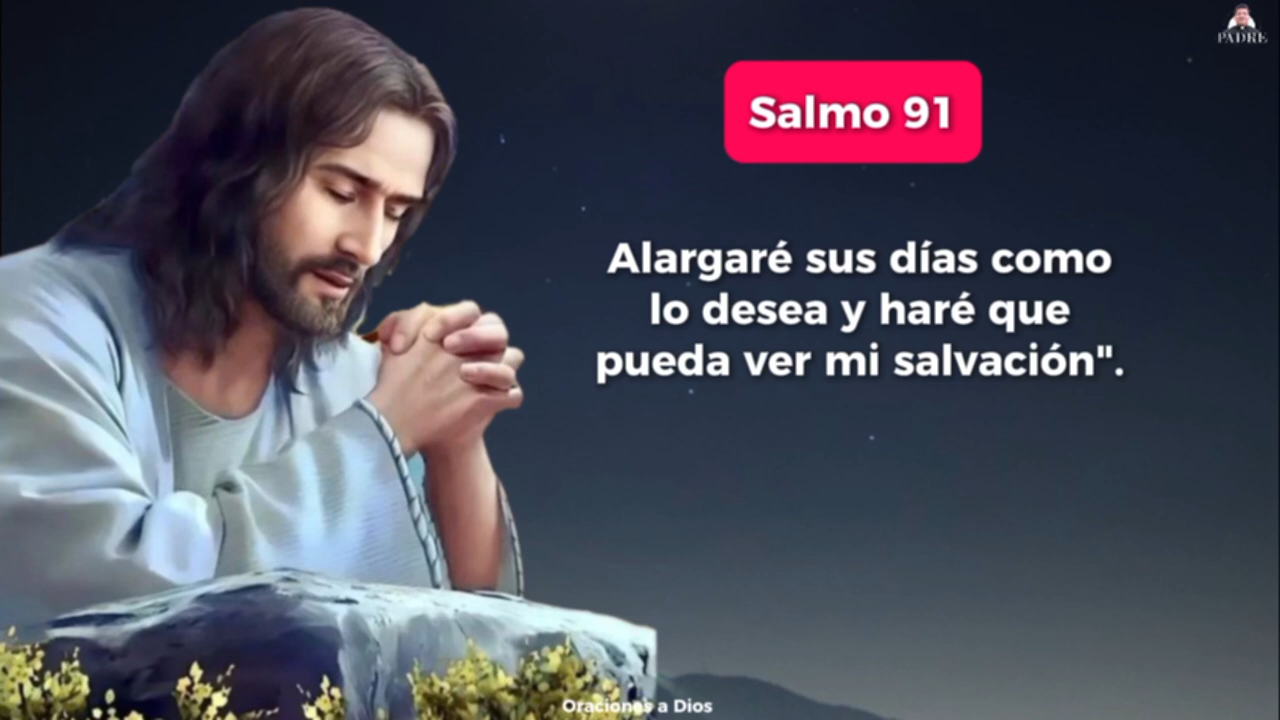 PADRE
Salmo 91
Alargaré sus días como
lo desea y haré que
pueda ver mi salvación".
Oraciones a Dios